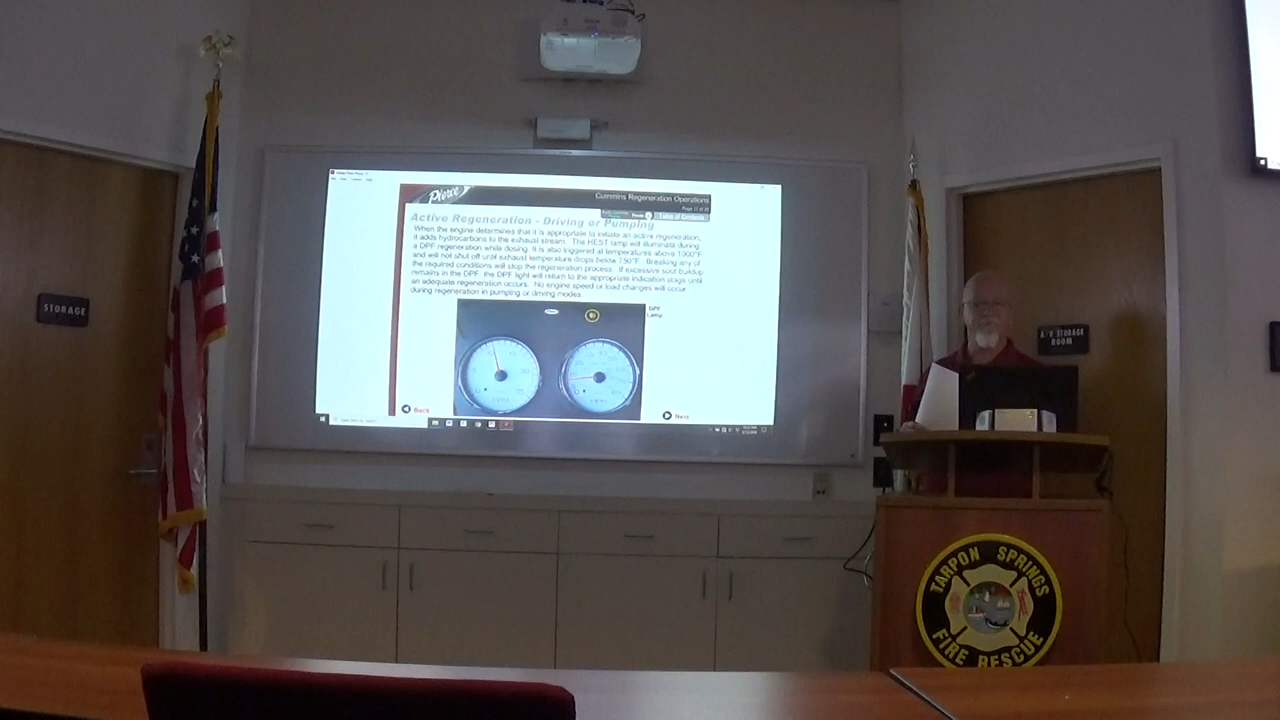 Pierce
Cummins Regeneration Operations
Page 17 of 20
Table of Contents
Active Regeneration - Driving or Pumping
When the engine determines that it is appropriate to initiate an active regeneration,
it adds hydrocarbons to the exhaust stream. The HEST lamp will illuminate during
a DPF regeneration while dosing. It is also triggered at temperatures above 1000°F
and will not shut off until exhaust temperature drops below 750°F. Breaking any of
the required conditions will stop the regeneration process. If excessive soot buildup
remains in the DPF, the DPF light will return to the appropriate indication stage until
an adequate regeneration occurs. No engine speed or load changes will occur
during regeneration in pumping or driving modes.
DPF
Lamp
Back
Next
STORAGE
A/V STORAGE
ROOM
TARPON SPRINGS
FIRE RESCUE